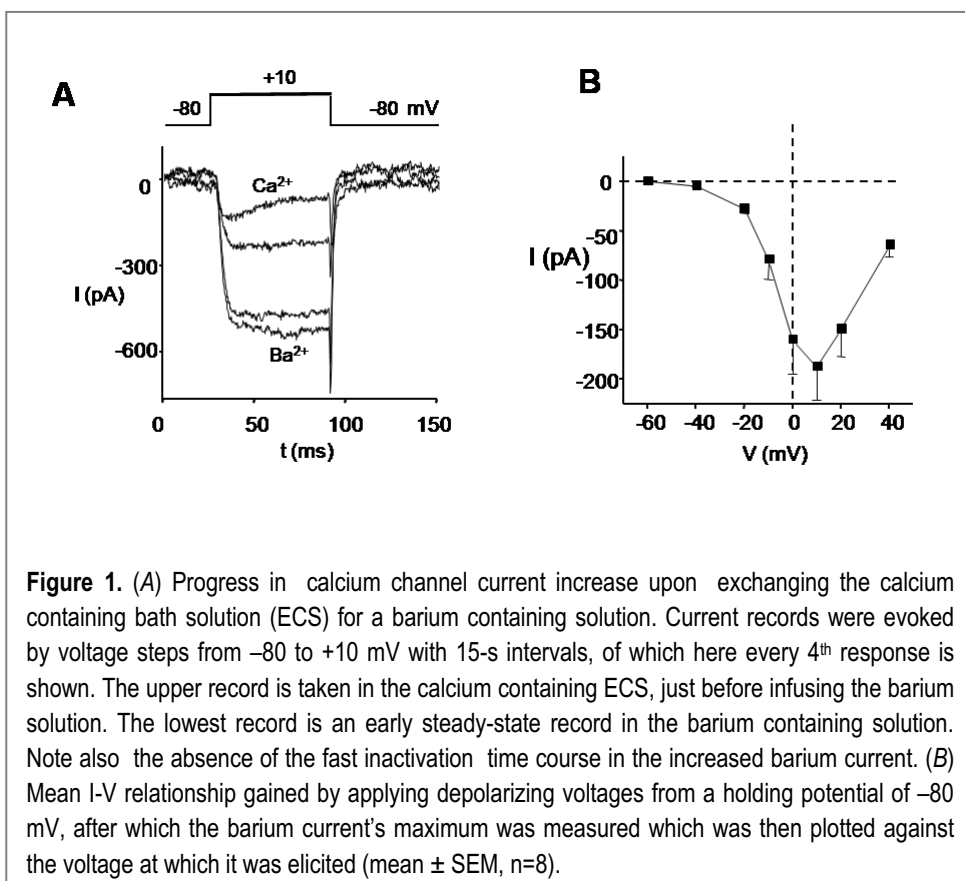 A
B
+10
-80
-80 mV
0
-300
-600
I (pA)
Ca2+
Ba2+
0 50 100 150
t (ms)
0
-50
-100
-150
-200
I (pA)
-60 -40 -20 0 20 40
V (mV)
Figure 1. (A) Progress in calcium channel current increase upon exchanging the calcium
containing bath solution (ECS) for a barium containing solution. Current records were evoked
by voltage steps from –80 to +10 mV with 15-s intervals, of which here every 4th response is
shown. The upper record is taken in the calcium containing ECS, just before infusing the barium
solution. The lowest record is an early steady-state record in the barium containing solution.
Note also the absence of the fast inactivation time course in the increased barium current. (B)
Mean I-V relationship gained by applying depolarizing voltages from a holding potential of –80
mV, after which the barium current's maximum was measured which was then plotted against
the voltage at which it was elicited (mean ± SEM, n=8).